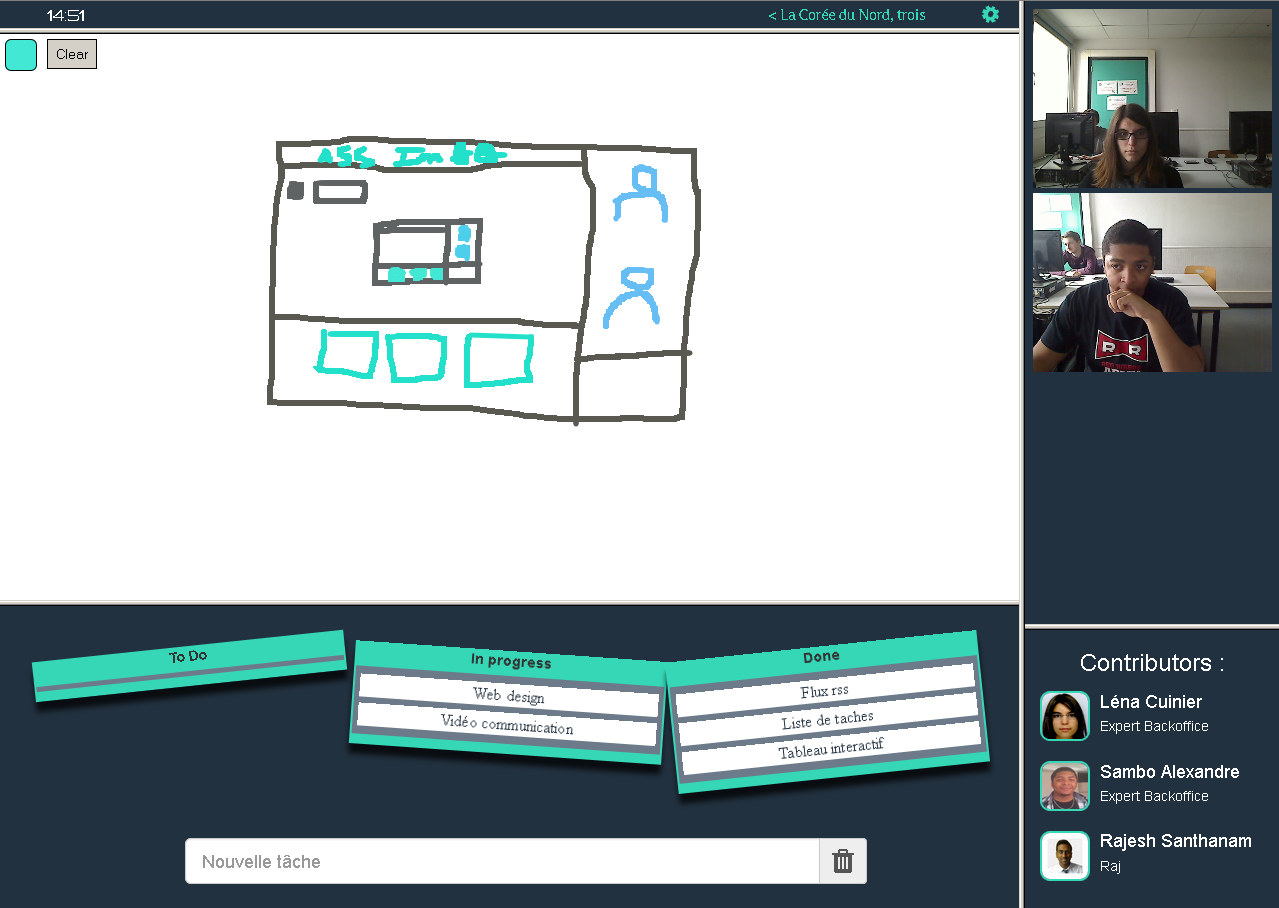 14:51
< La Corée du Nord, trois
Clear
To Do
In progress
Web design
Vidéo communication
Done
Flux rss
Liste de taches
Tableau interactif
Nouvelle tâche
R R
Contributors :
Léna Cuinier
Expert Backoffice
Sambo Alexandre
Expert Backoffice
Rajesh Santhanam
Raj